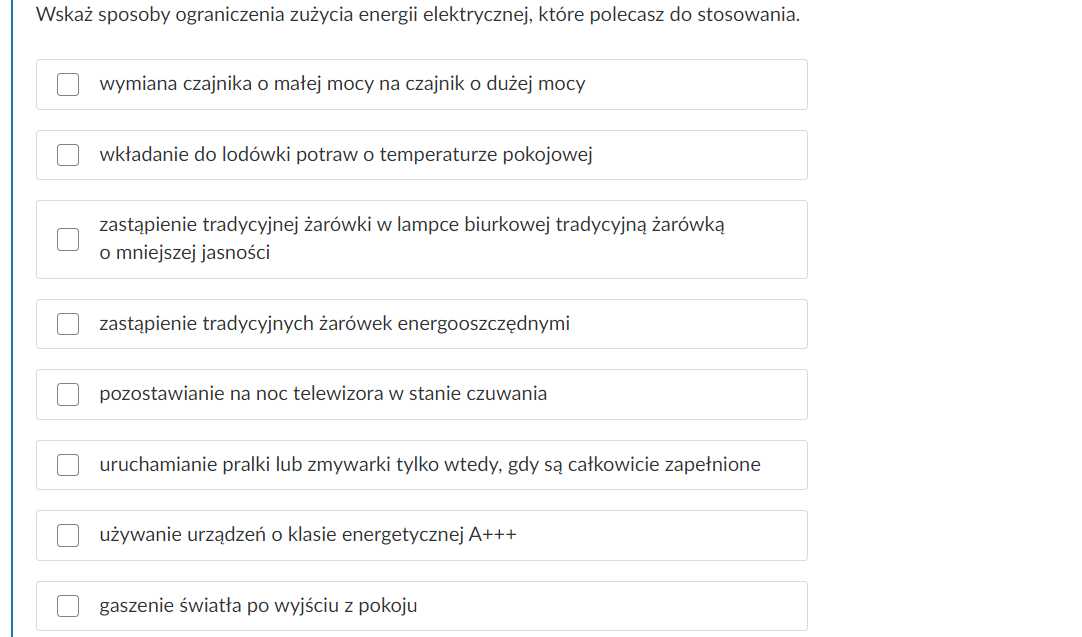 Wskaż sposoby ograniczenia zużycia energii elektrycznej, które polecasz do stosowania.
wymiana czajnika o małej mocy na czajnik o dużej mocy
wkładanie do lodówki potraw o temperaturze pokojowej
zastąpienie tradycyjnej żarówki w lampce biurkowej tradycyjną żarówką
o mniejszej jasności
zastąpienie tradycyjnych żarówek energooszczędnymi
pozostawianie na noc telewizora w stanie czuwania
uruchamianie pralki lub zmywarki tylko wtedy, gdy są całkowicie zapełnione
używanie urządzeń o klasie energetycznej A+++
gaszenie światła po wyjściu z pokoju